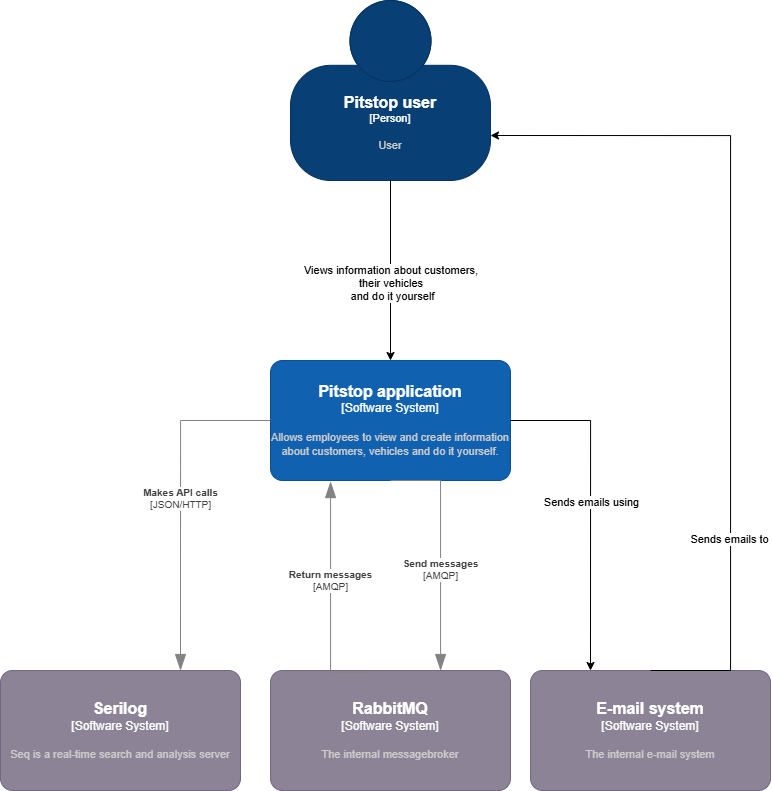 Pitstop user
[Person]
User
Views information about customers,
their vehicles
and do it yourself
Pitstop application
[Software System]
Allows employees to view and create information
about customers, vehicles and do it yourself.
Makes API calls
[JSON/HTTP]
Return messages
[AMQP]
Send messages
[AMQP]
Sends emails using
Sends emails to
Serilog
[Software System]
Seq is a real-time search and analysis server
RabbitMQ
[Software System]
The internal messagebroker
E-mail system
[Software System]
The internal e-mail system